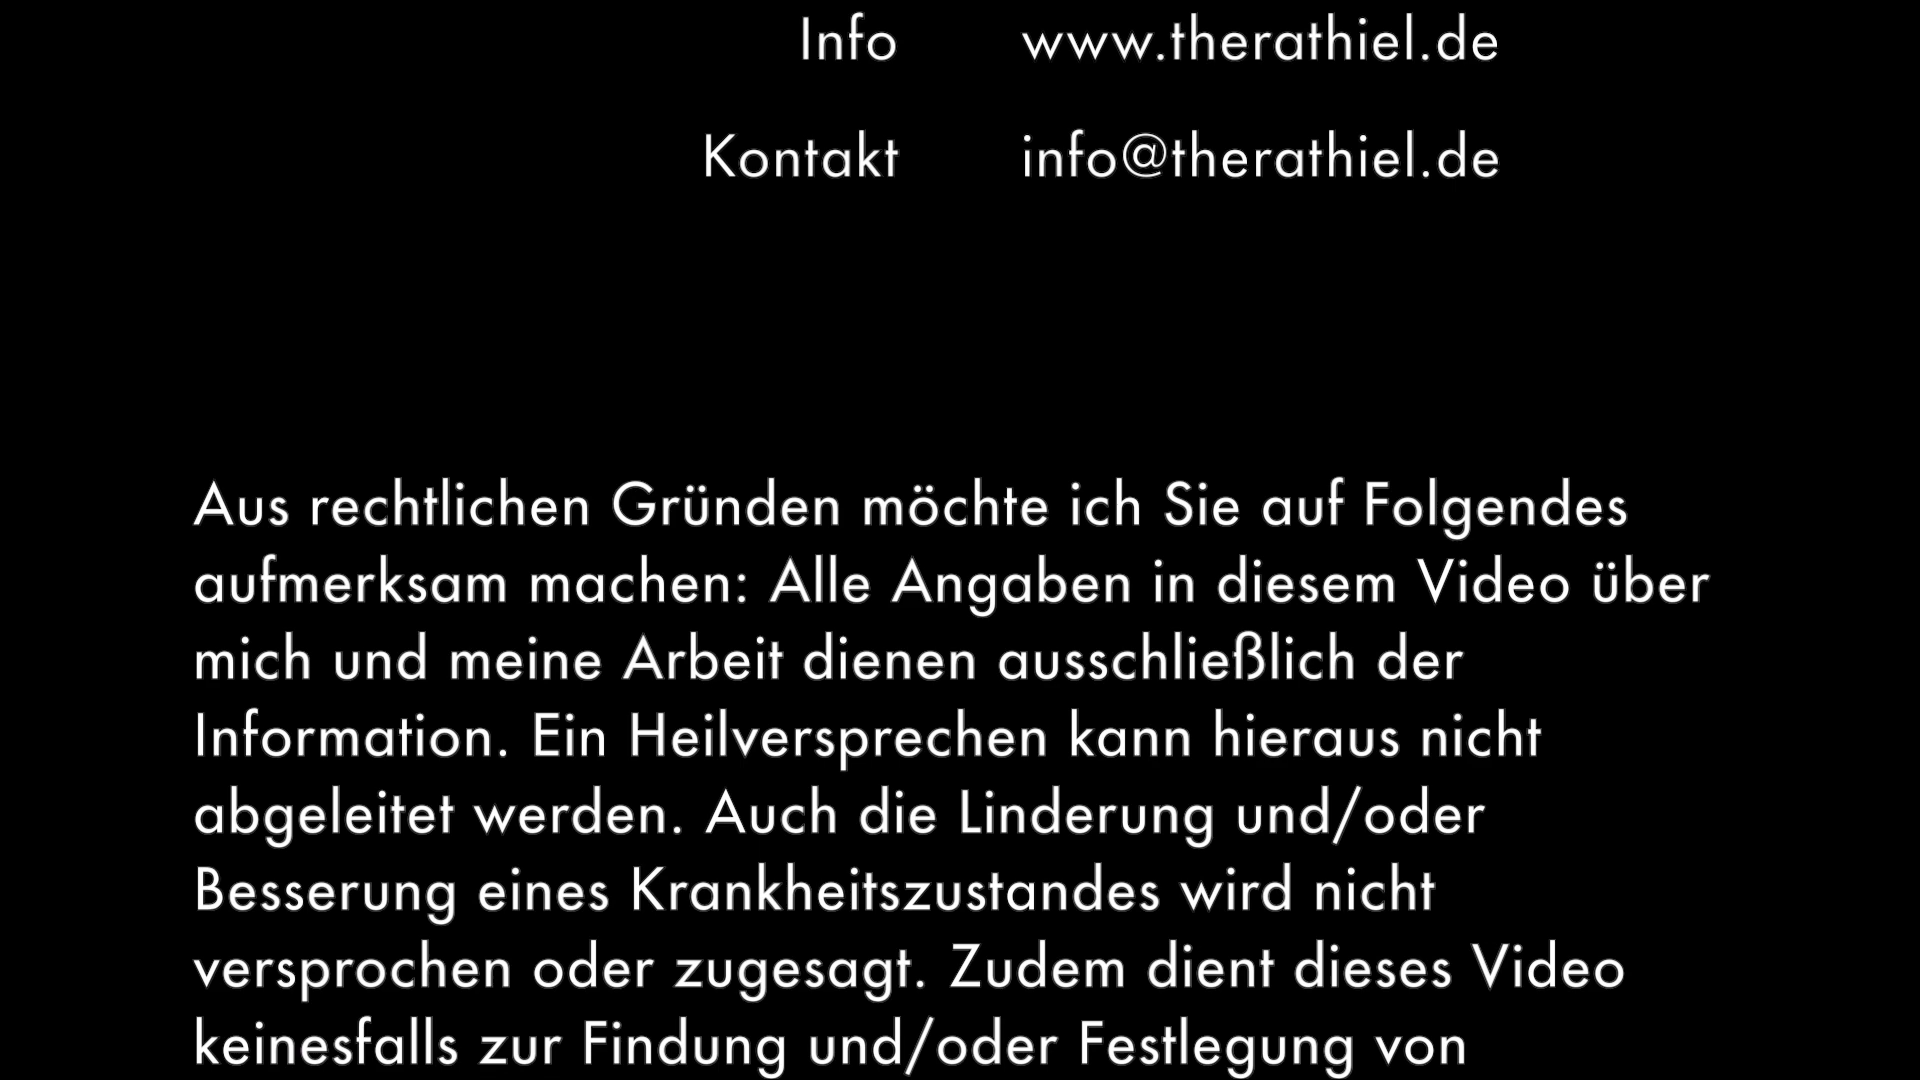 Info www.therathiel.de
Kontakt info@therathiel.de
Aus rechtlichen Gründen möchte ich Sie auf Folgendes
aufmerksam machen: Alle Angaben in diesem Video über
mich und meine Arbeit dienen ausschließlich der
Information. Ein Heilversprechen kann hieraus nicht
abgeleitet werden. Auch die Linderung und/oder
Besserung eines Krankheitszustandes wird nicht
versprochen oder zugesagt. Zudem dient dieses Video
keinesfalls zur Findung und/oder Festlegung von